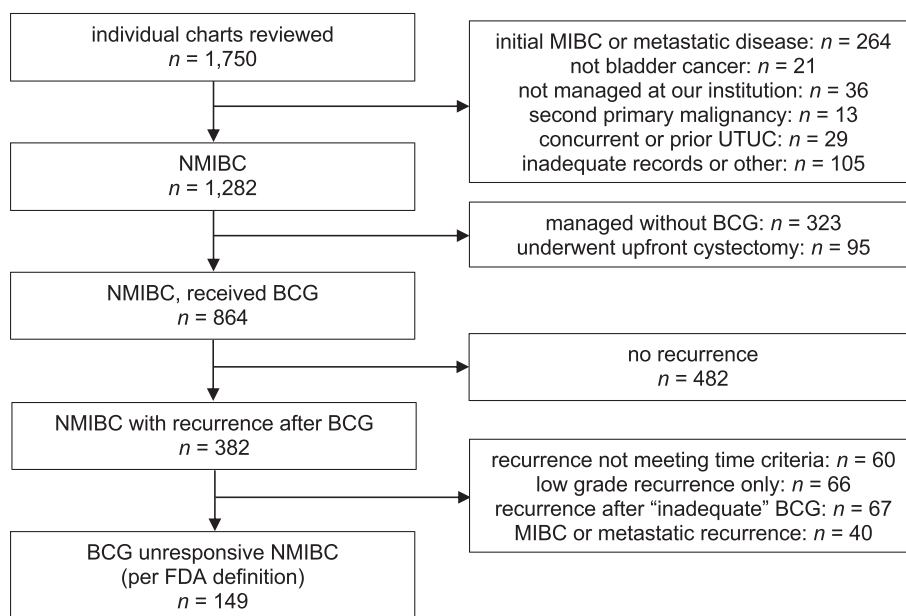 individual charts reviewed
n = 1,750
initial MIBC or metastatic disease: n = 264
not bladder cancer: n = 21
not managed at our institution: n = 36
second primary malignancy: n = 13
concurrent or prior UTUC: n = 29
inadequate records or other: n = 105
NMIBC
n = 1,282
managed without BCG: n = 323
underwent upfront cystectomy: n = 95
NMIBC, received BCG
n = 864
no recurrence
n = 482
NMIBC with recurrence after BCG
n = 382
recurrence not meeting time criteria: n = 60
low grade recurrence only: n = 66
recurrence after “inadequate” BCG: n = 67
MIBC or metastatic recurrence: n = 40
BCG unresponsive NMIBC
(per FDA definition)
n = 149